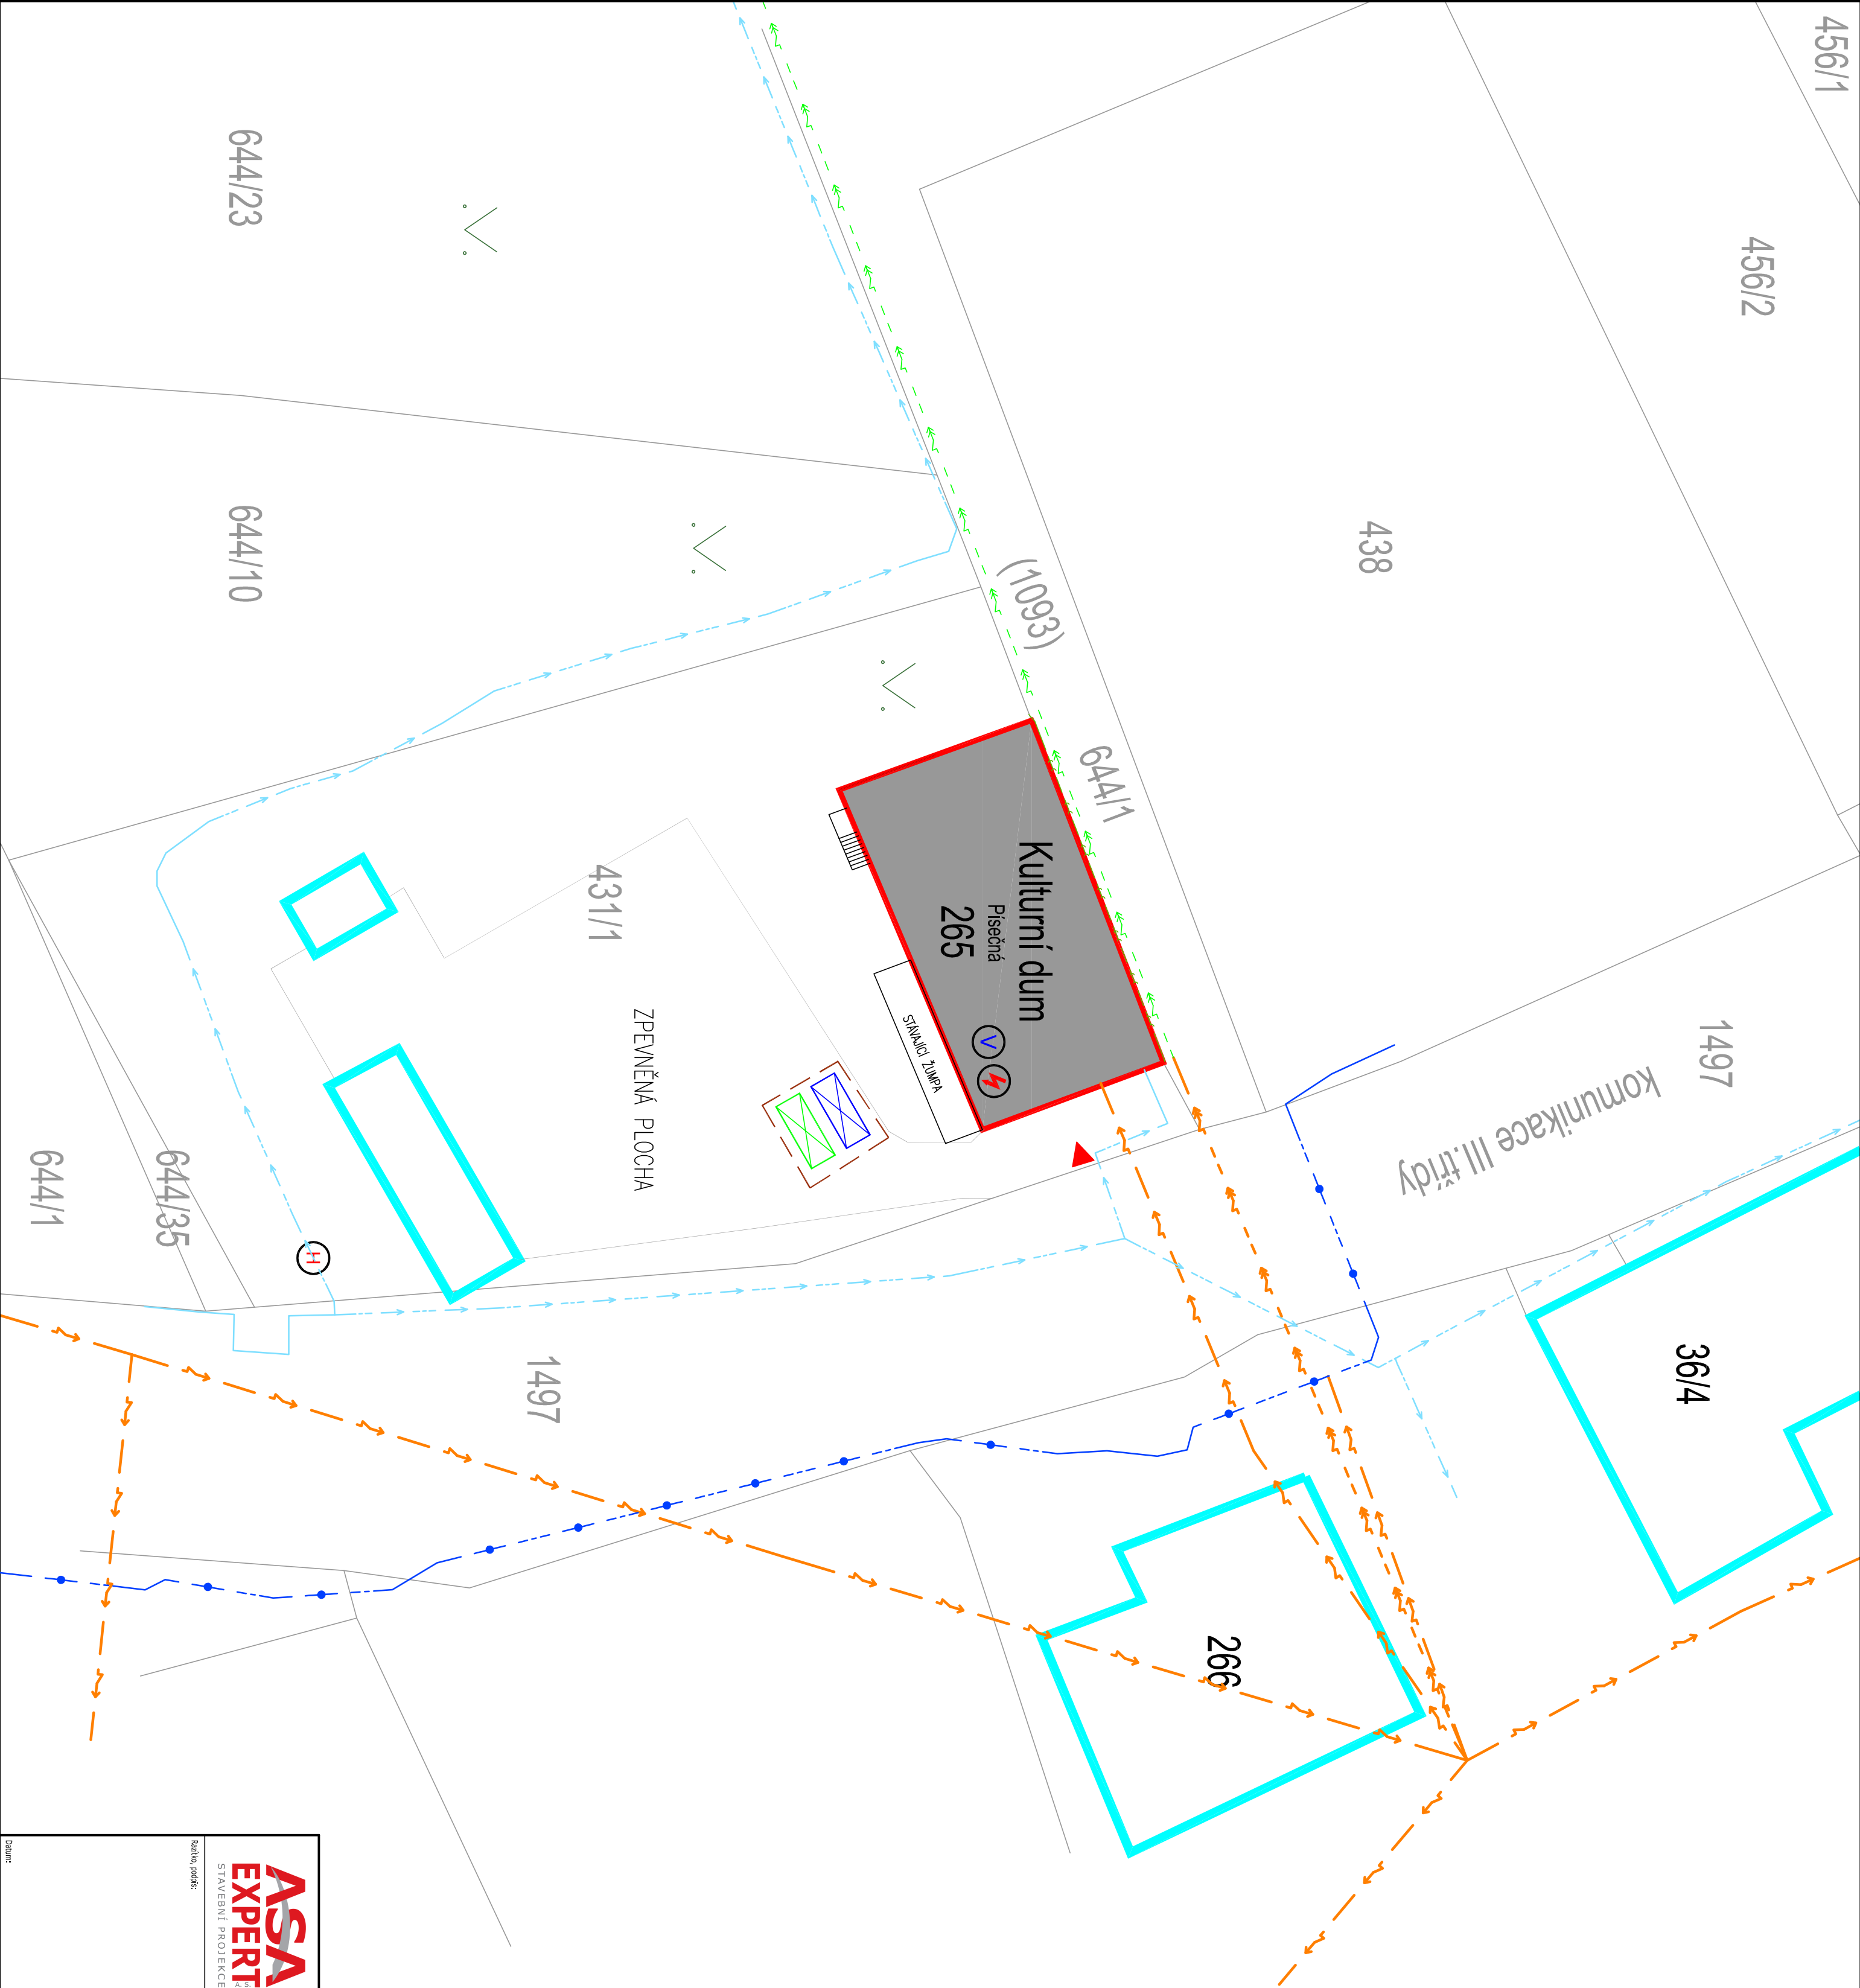 456/1
456/2
644/23
438
644/10
(1093)
644/1
Kulturní dum
Písečná
265
V
STÁVAJÍCÍ ŽUMPA
431/1
ZPEVNĚNÁ PLOCHA
1497
komunikace III.třídy
644/1
644/35
H
1497
36/4
266
ASA
EXPERT
A. S.
STAVEBNÍ PROJEKCE
Razítko, podpis:
Datum: